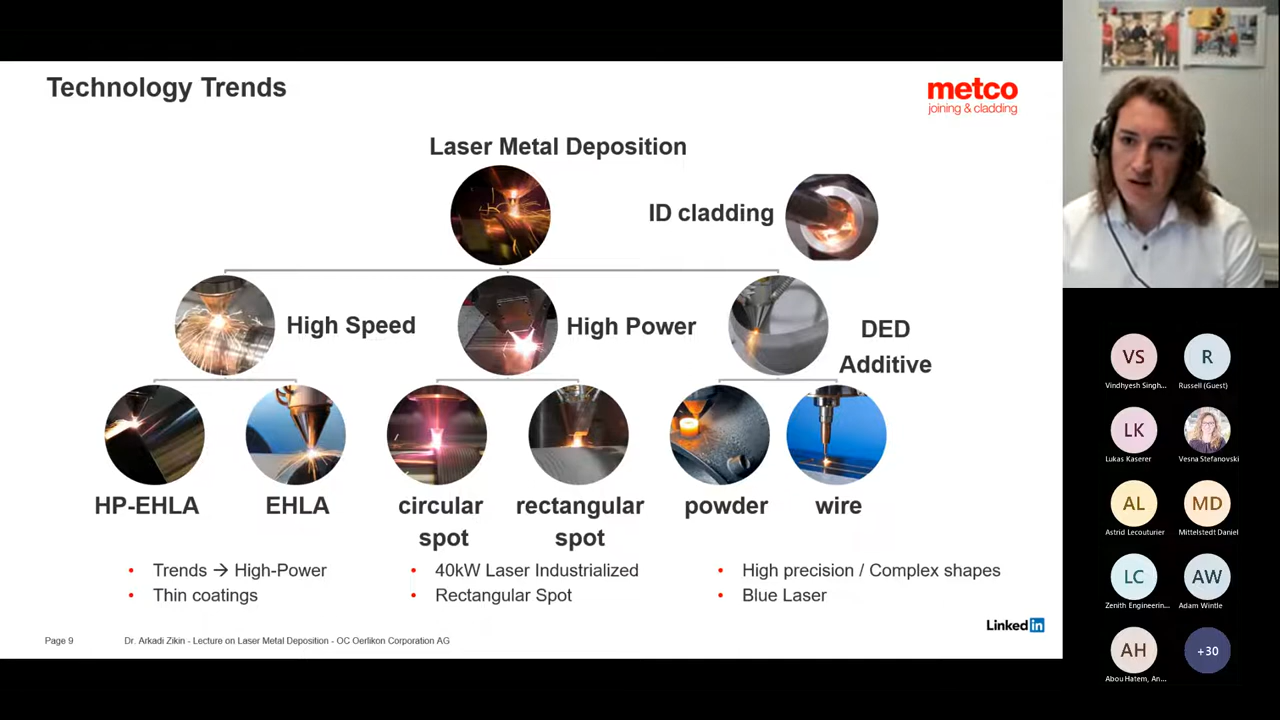 Technology Trends
metco
joining & cladding
Laser Metal Deposition
ID cladding
High Speed
High Power
DED
Additive
HP-EHLA
EHLA
circular
spot
rectangular
spot
powder
wire
• Trends → High-Power
• Thin coatings
• 40kW Laser Industrialized
• Rectangular Spot
• High precision / Complex shapes
• Blue Laser
LinkedIn
Page 9
Dr. Arkadi Zikin - Lecture on Laser Metal Deposition - OC Oerlikon Corporation AG
VS
R
Vindhyesh Singh...
Russell (Guest)
LK
Lukas Kaserer
Vesna Stefanovski
AL
MD
Astrid Lecouturier
Mittelstedt Daniel
LC
AW
Zenith Engineerin...
Adam Wintle
AH
+30
Abou Hatem, An...